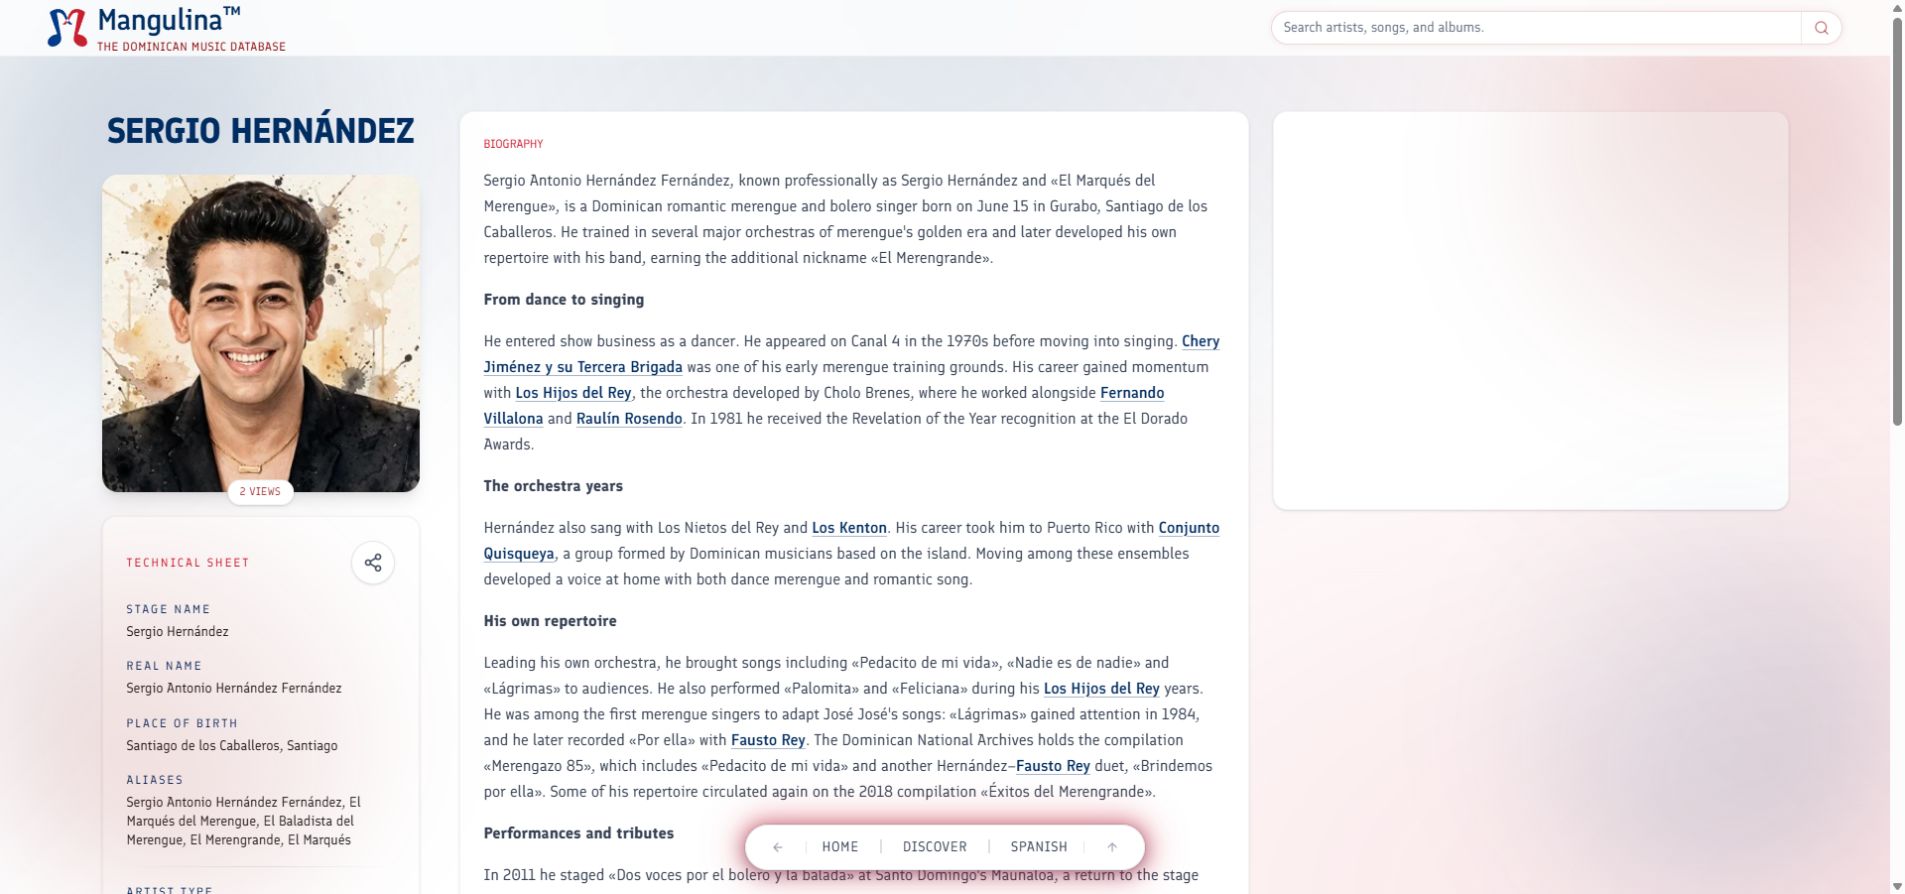 Mangulina™
THE DOMINICAN MUSIC DATABASE
Search artists, songs, and albums.
SERGIO HERNÁNDEZ
2 VIEWS
TECHNICAL SHEET
STAGE NAME
Sergio Hernández
REAL NAME
Sergio Antonio Hernández Fernández
PLACE OF BIRTH
Santiago de los Caballeros, Santiago
ALIASES
Sergio Antonio Hernández Fernández, El
Marqués del Merengue, El Baladista del
Merengue, El Merengrande, El Marqués
ARTIST TYPE
BIOGRAPHY
Sergio Antonio Hernández Fernández, known professionally as Sergio Hernández and «El Marqués del
Merengue», is a Dominican romantic merengue and bolero singer born on June 15 in Gurabo, Santiago de los
Caballeros. He trained in several major orchestras of merengue's golden era and later developed his own
repertoire with his band, earning the additional nickname «El Merengrande».
From dance to singing
He entered show business as a dancer. He appeared on Canal 4 in the 1970s before moving into singing. Chery
Jiménez y su Tercera Brigada was one of his early merengue training grounds. His career gained momentum
with Los Hijos del Rey, the orchestra developed by Cholo Brenes, where he worked alongside Fernando
Villalona and Raulín Rosendo. In 1981 he received the Revelation of the Year recognition at the El Dorado
Awards.
The orchestra years
Hernández also sang with Los Nietos del Rey and Los Kenton. His career took him to Puerto Rico with Conjunto
Quisqueya, a group formed by Dominican musicians based on the island. Moving among these ensembles
developed a voice at home with both dance merengue and romantic song.
His own repertoire
Leading his own orchestra, he brought songs including «Pedacito de mi vida», «Nadie es de nadie» and
«Lágrimas» to audiences. He also performed «Palomita» and «Feliciana» during his Los Hijos del Rey years.
He was among the first merengue singers to adapt José José's songs: «Lágrimas» gained attention in 1984,
and he later recorded «Por ella» with Fausto Rey. The Dominican National Archives holds the compilation
«Merengazo 85», which includes «Pedacito de mi vida» and another Hernández–Fausto Rey duet, «Brindemos
por ella». Some of his repertoire circulated again on the 2018 compilation «Éxitos del Merengrande».
Performances and tributes
In 2011 he staged «Dos voces por el bolero y la balada» at Santo Domingo's Maunaloa, a return to the stage
HOME
DISCOVER
SPANISH